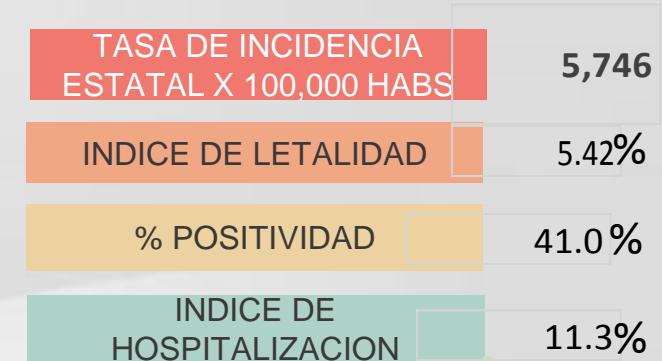 TASA DE INCIDENCIA
ESTATAL X 100,000 HABS
5,746
INDICE DE LETALIDAD
5.42%
% POSITIVIDAD
41.0 %
INDICE DE
HOSPITALIZACION
11.3%